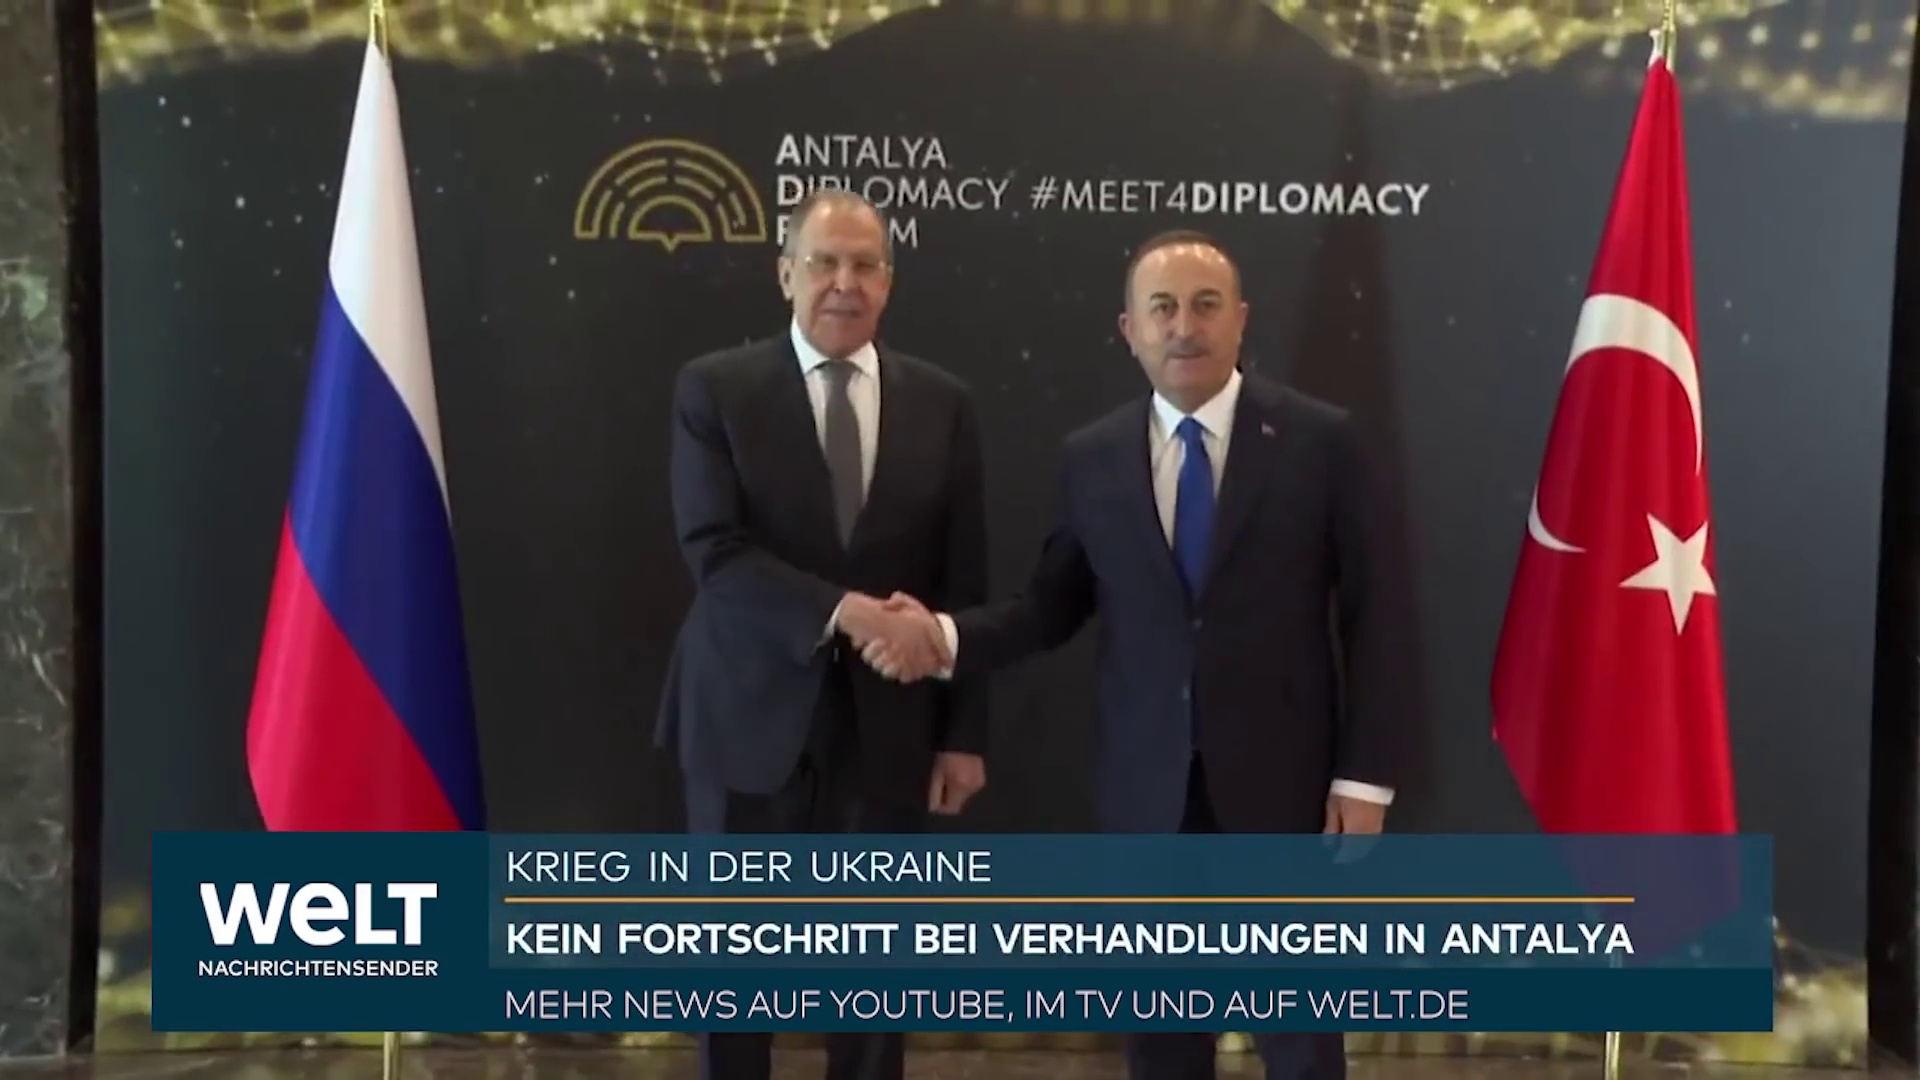 ANTALYA
DIPLOMACY #MEET4DIPLOMACY
KRIEG IN DER UKRAINE
KEIN FORTSCHRITT BEI VERHANDLUNGEN IN ANTALYA
WELT
NACHRICHTENSENDER
MEHR NEWS AUF YOUTUBE, IM TV UND AUF WELT.DE